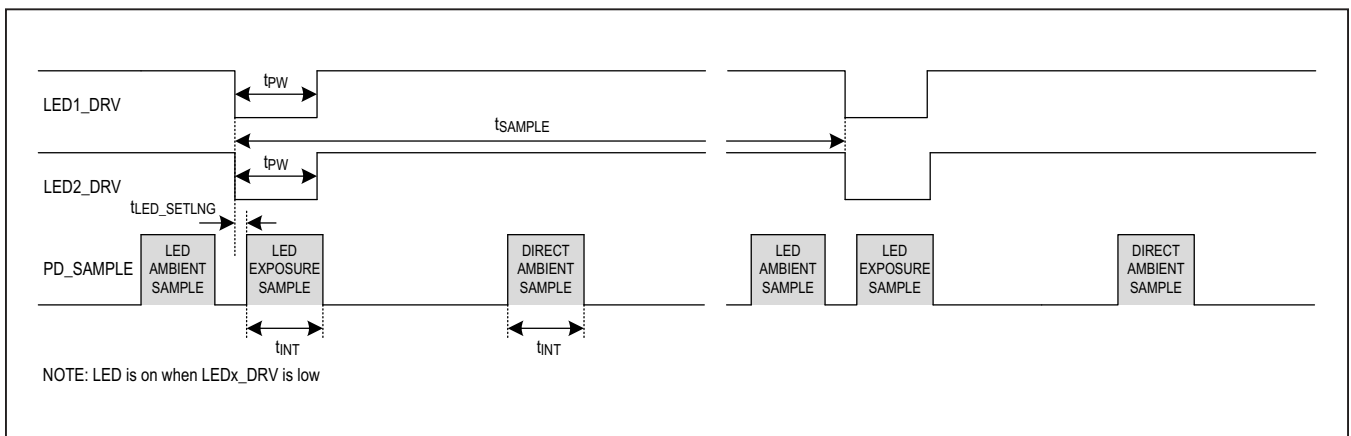 tPW
LED1_DRV
tSAMPLE
tPW
LED2_DRV
tLED_SETLNG
PD_SAMPLE
LED
AMBIENT
SAMPLE
LED
EXPOSURE
SAMPLE
DIRECT
AMBIENT
SAMPLE
LED
AMBIENT
SAMPLE
LED
EXPOSURE
SAMPLE
DIRECT
AMBIENT
SAMPLE
tINT
tINT
NOTE: LED is on when LEDx_DRV is low